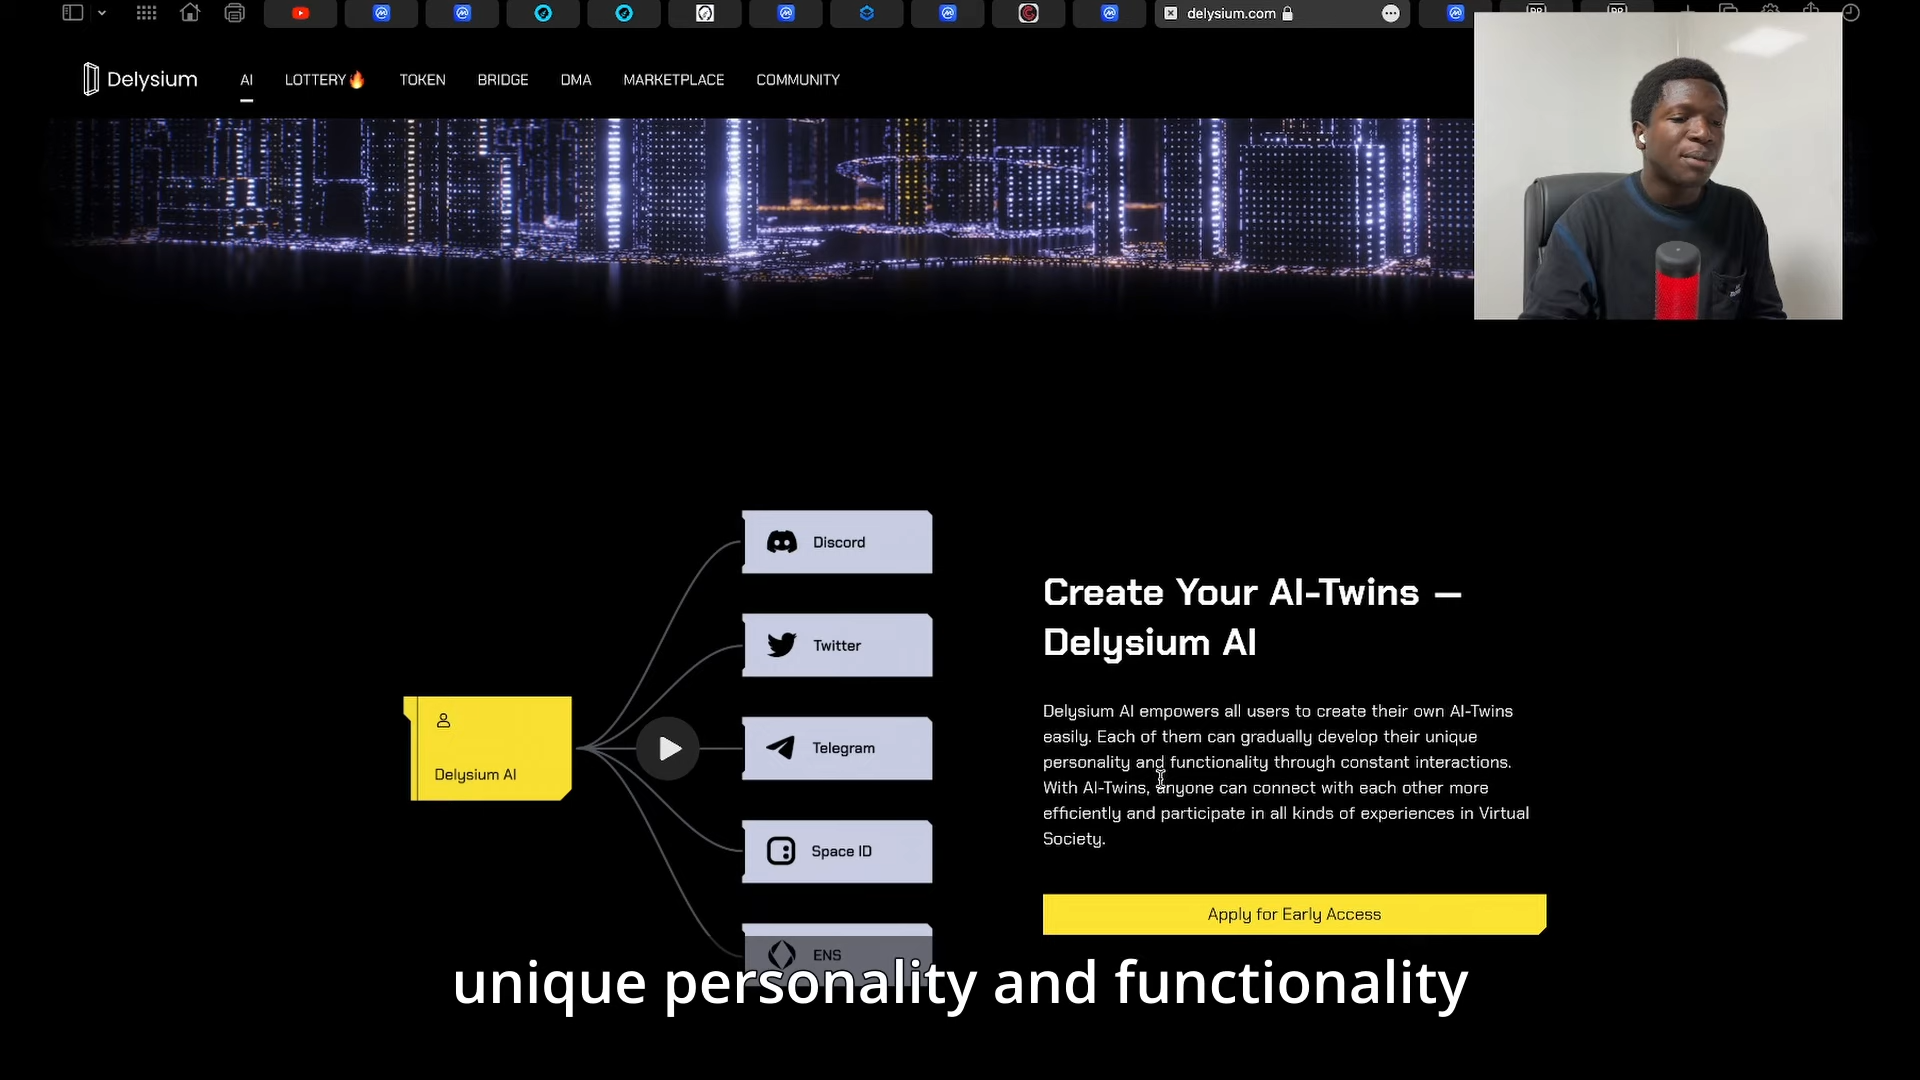 delysium.com
Delysium
AI
LOTTERY🔥
TOKEN
BRIDGE
DMA
MARKETPLACE
COMMUNITY
Discord
Twitter
Telegram
Space ID
ENS
Delysium AI
Create Your AI-Twins —
Delysium AI
Delysium AI empowers all users to create their own AI-Twins
easily. Each of them can gradually develop their unique
personality and functionality through constant interactions.
With AI-Twins, anyone can connect with each other more
efficiently and participate in all kinds of experiences in Virtual
Society.
Apply for Early Access
unique personality and functionality